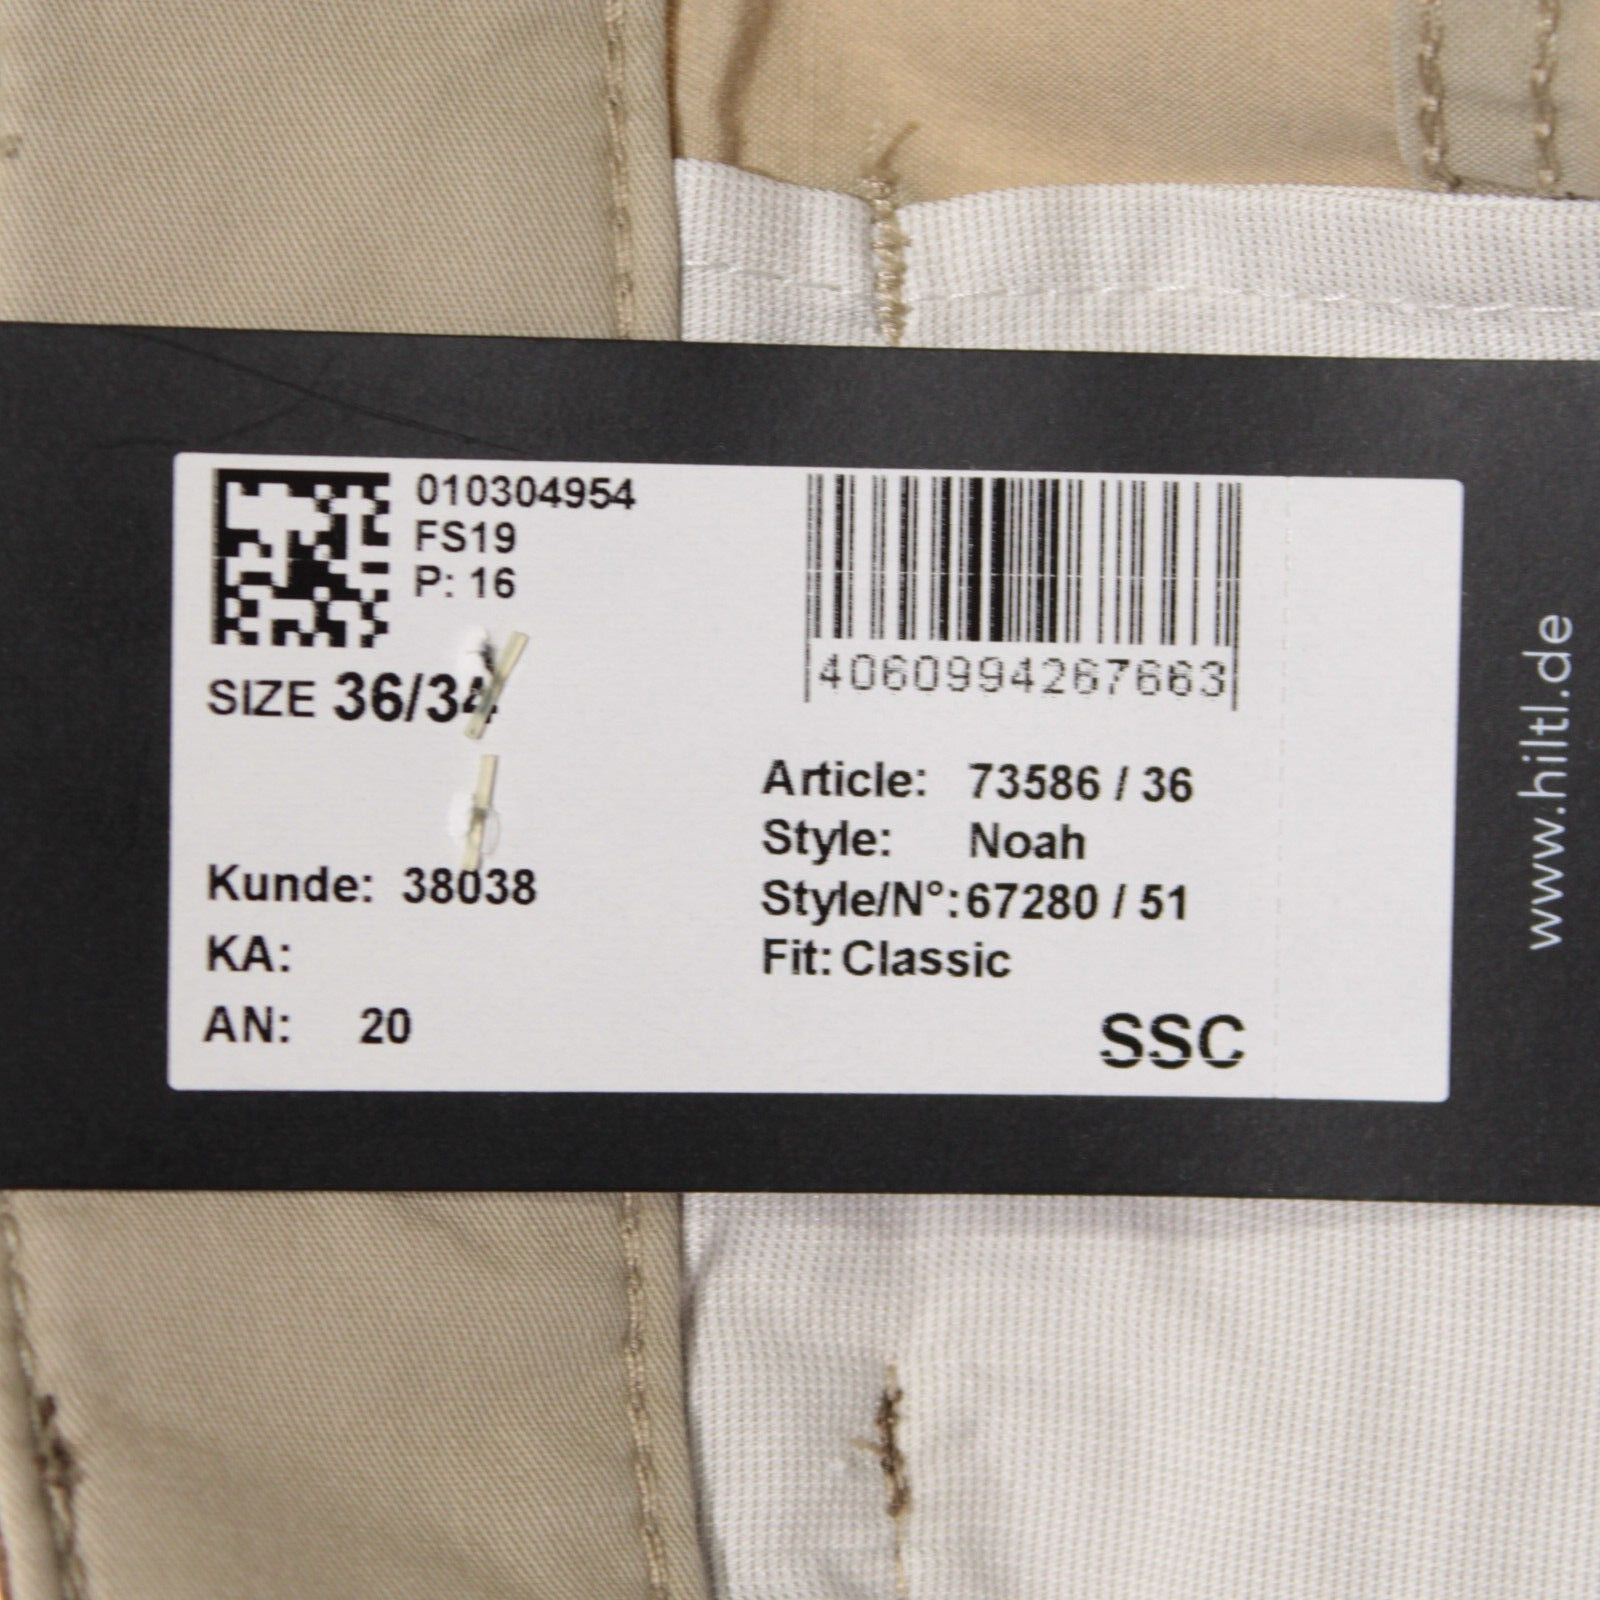 010304954
FS19
P: 16
SIZE 36/34
Kunde: 38038
KA:
AN: 20
4060994267663
Article: 73586 / 36
Style: Noah
Style/N°: 67280 / 51
Fit: Classic
SSC
www.hiltl.de